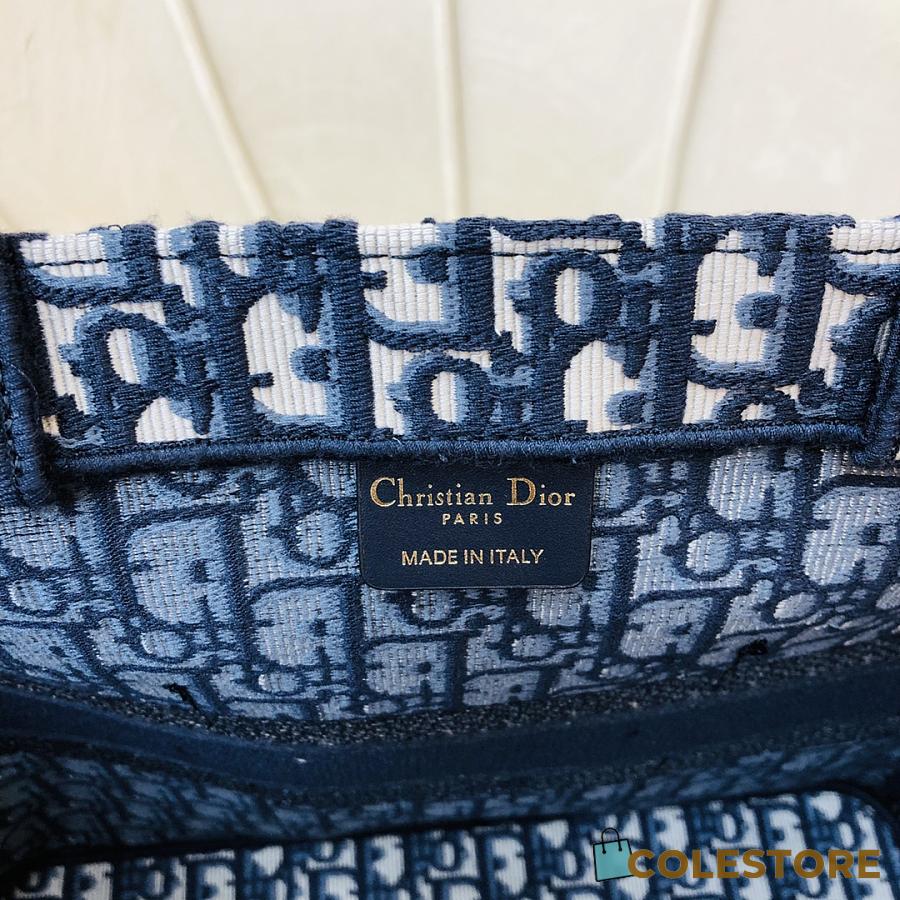 Christian Dior
PARIS
MADE IN ITALY
COLESTORE